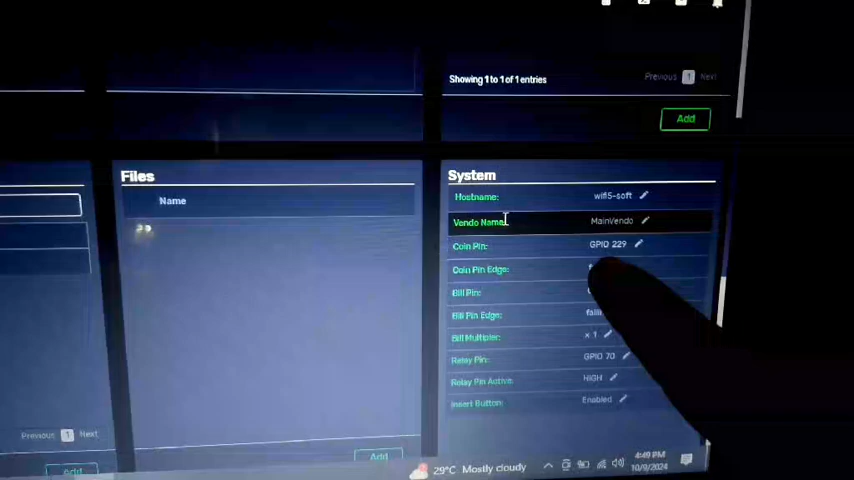 Showing 1 to 1 of 1 entries
Previous 1 Next
Add
Files
Name
Previous 1 Next
Add
Add
System
Hostname: wifi5-soft
Vendo Name: MainVendo
Coin Pin: GPIO 229
Coin Pin Edge:
Bill Pin:
Bill Pin Edge:
Bill Multiplier: × 1
Relay Pin: GPIO 70
Relay Pin Active: HIGH
Insert Button: Enabled
29°C Mostly cloudy
4:49 PM
10/9/2024